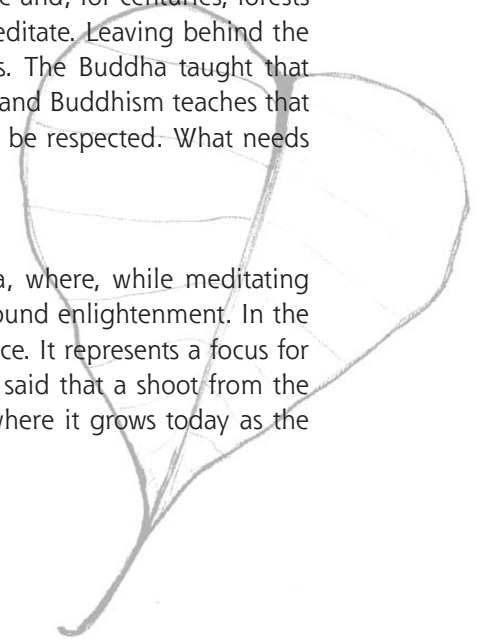 e and, for centuries, forests
editate. Leaving behind the
s. The Buddha taught that
and Buddhism teaches that
be respected. What needs
a, where, while meditating
ound enlightenment. In the
ce. It represents a focus for
said that a shoot from the
where it grows today as the